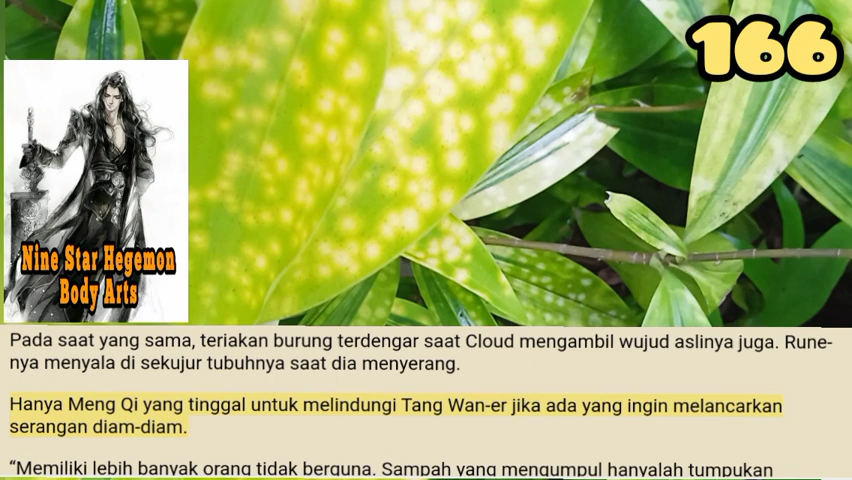 166
Nine Star Hegemon
Body Arts
Pada saat yang sama, teriakan burung terdengar saat Cloud mengambil wujud aslinya juga. Rune-
nya menyala di sekujur tubuhnya saat dia menyerang.
Hanya Meng Qi yang tinggal untuk melindungi Tang Wan-er jika ada yang ingin melancarkan
serangan diam-diam.
“Memiliki lebih banyak orang tidak berguna. Sampah yang mengumpul hanyalah tumpukan